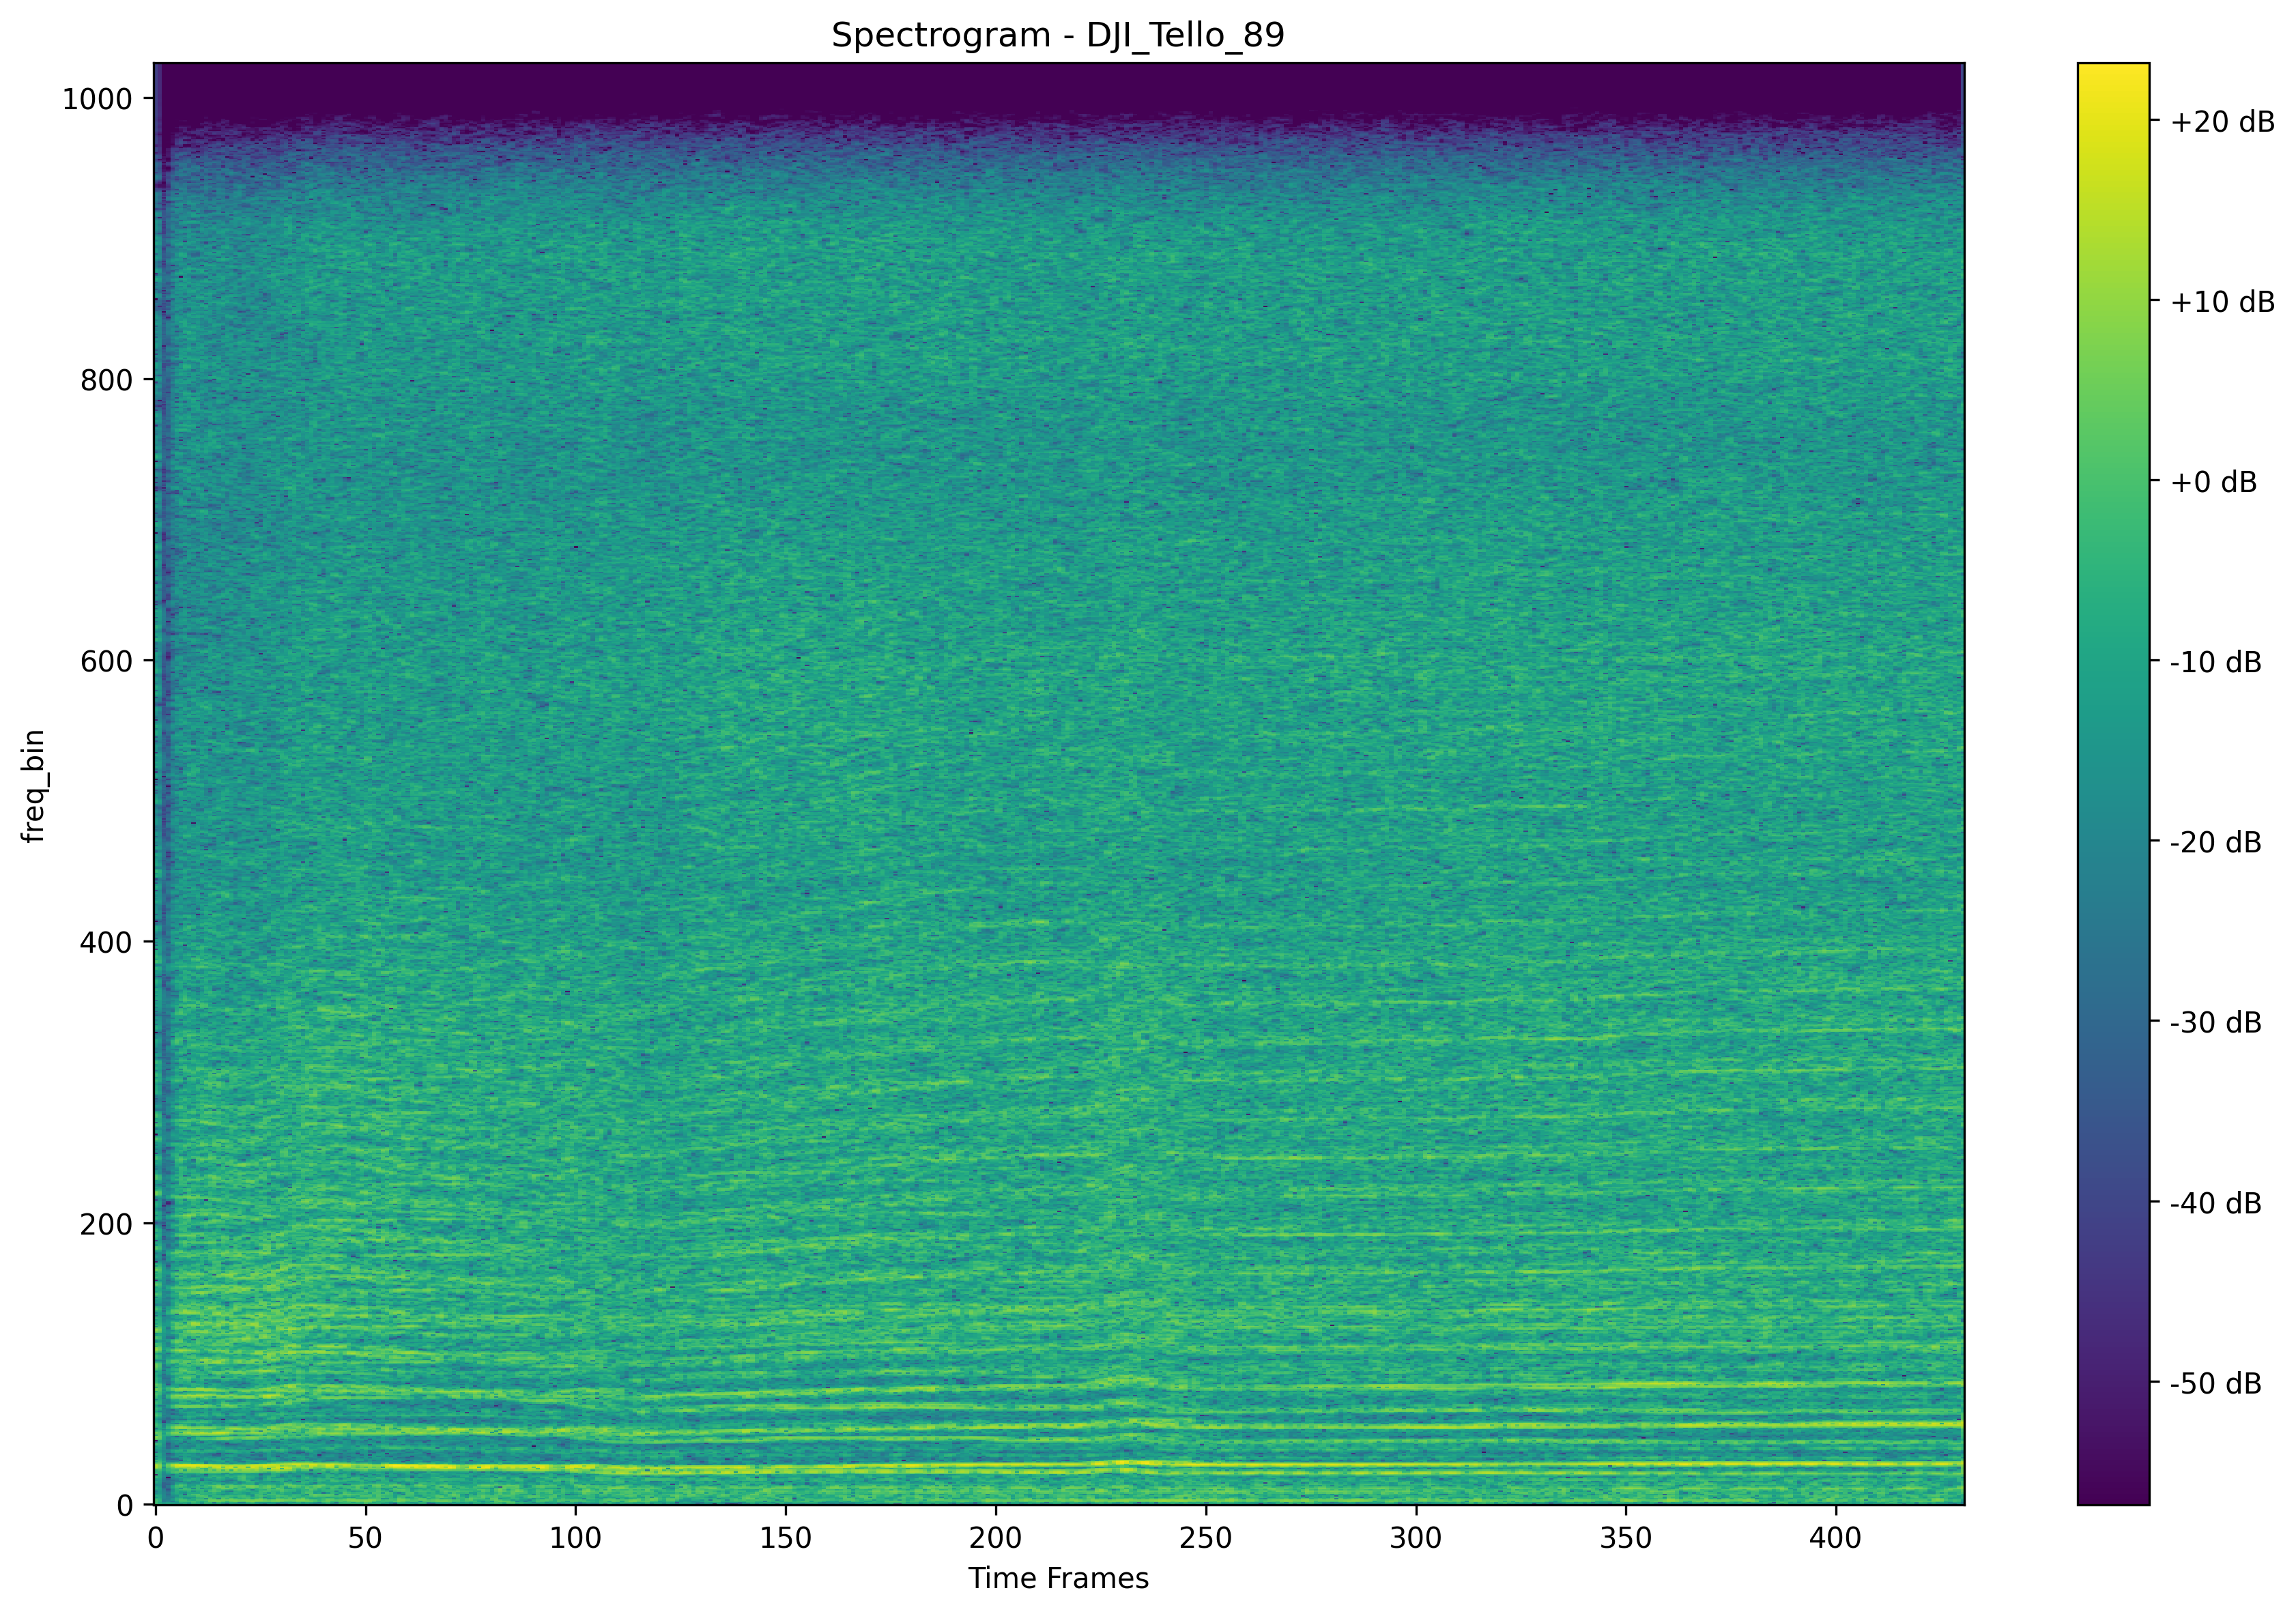 Spectrogram - DJI_Tello_89
1000
800
600
400
200
0
freq_bin
0 50 100 150 200 250 300 350 400
Time Frames
+20 dB
+10 dB
+0 dB
-10 dB
-20 dB
-30 dB
-40 dB
-50 dB